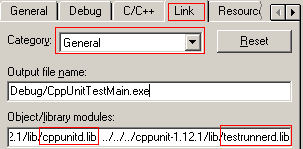 General Debug C/C++ Link Resource
Category: General Reset
Output file name:
Debug/CppUnitTestMain.exe
Object/library modules:
2.1/lib/cppunitd.lib ../../../cppunit-1.12.1/lib/testrunnerd.lib